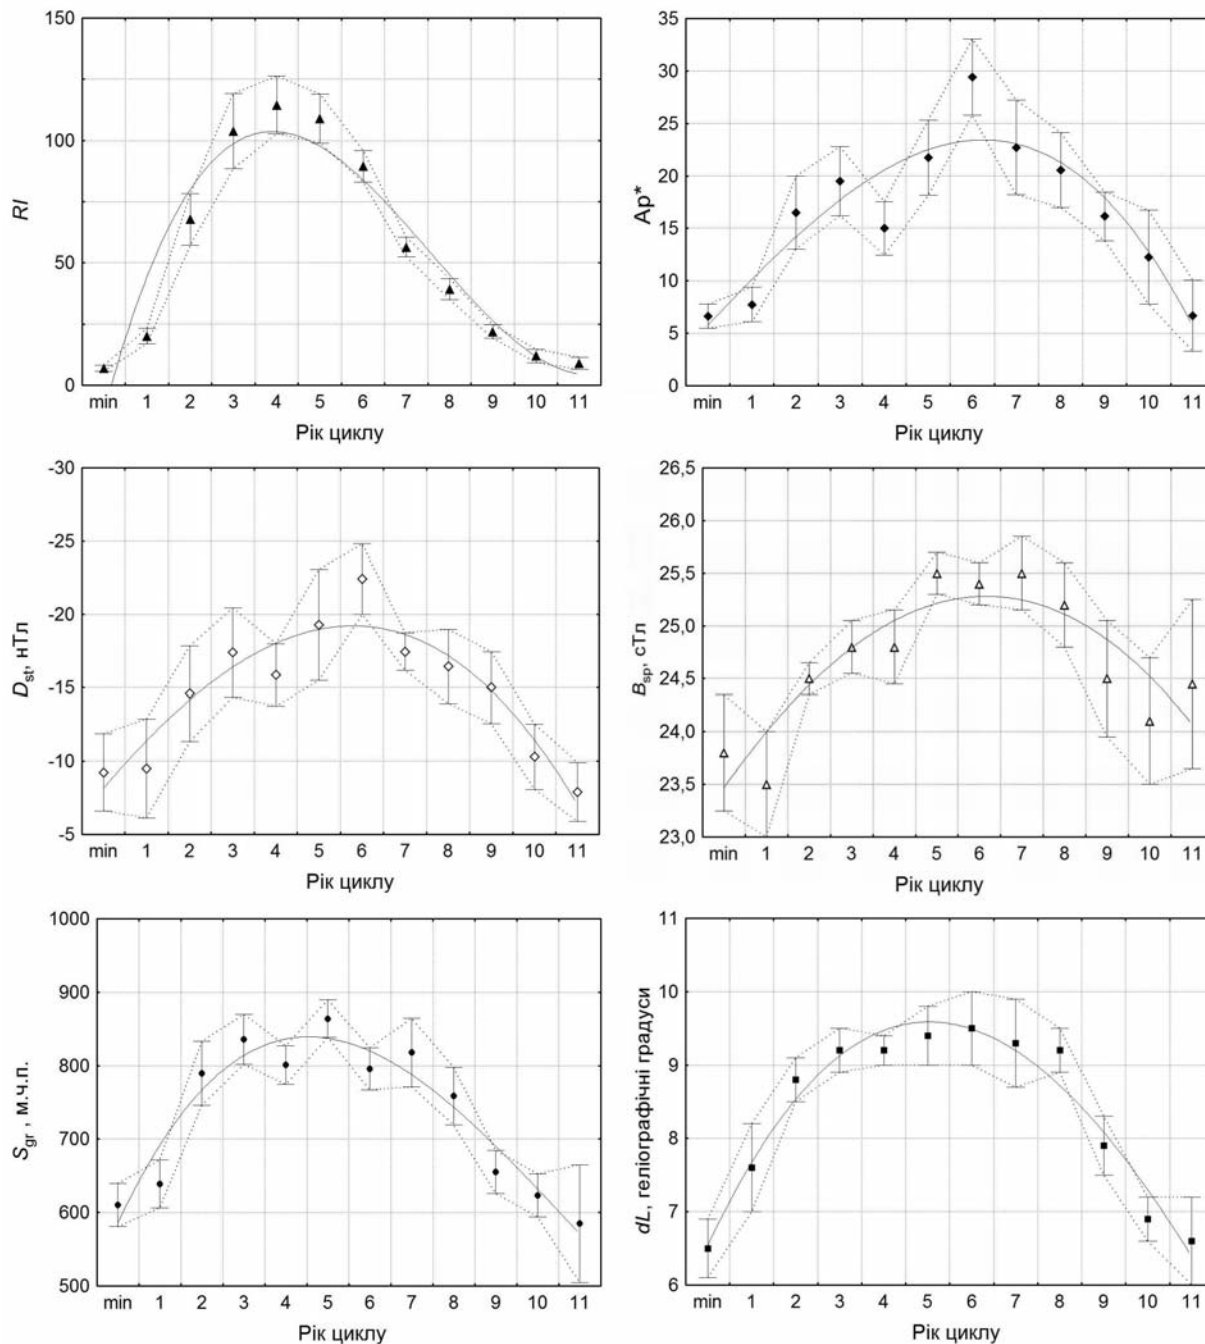 150
100
50
0
RI
min 1 2 3 4 5 6 7 8 9 10 11
Рік циклу
35
30
25
20
15
10
5
0
Ap*
min 1 2 3 4 5 6 7 8 9 10 11
Рік циклу
-30
-25
-20
-15
-10
-5
Dst, нТл
min 1 2 3 4 5 6 7 8 9 10 11
Рік циклу
26,5
26,0
25,5
25,0
24,5
24,0
23,5
23,0
Bsp, сТл
min 1 2 3 4 5 6 7 8 9 10 11
Рік циклу
1000
900
800
700
600
500
Sgr , м.ч.п.
min 1 2 3 4 5 6 7 8 9 10 11
Рік циклу
11
10
9
8
7
6
dL, геліографічні градуси
min 1 2 3 4 5 6 7 8 9 10 11
Рік циклу